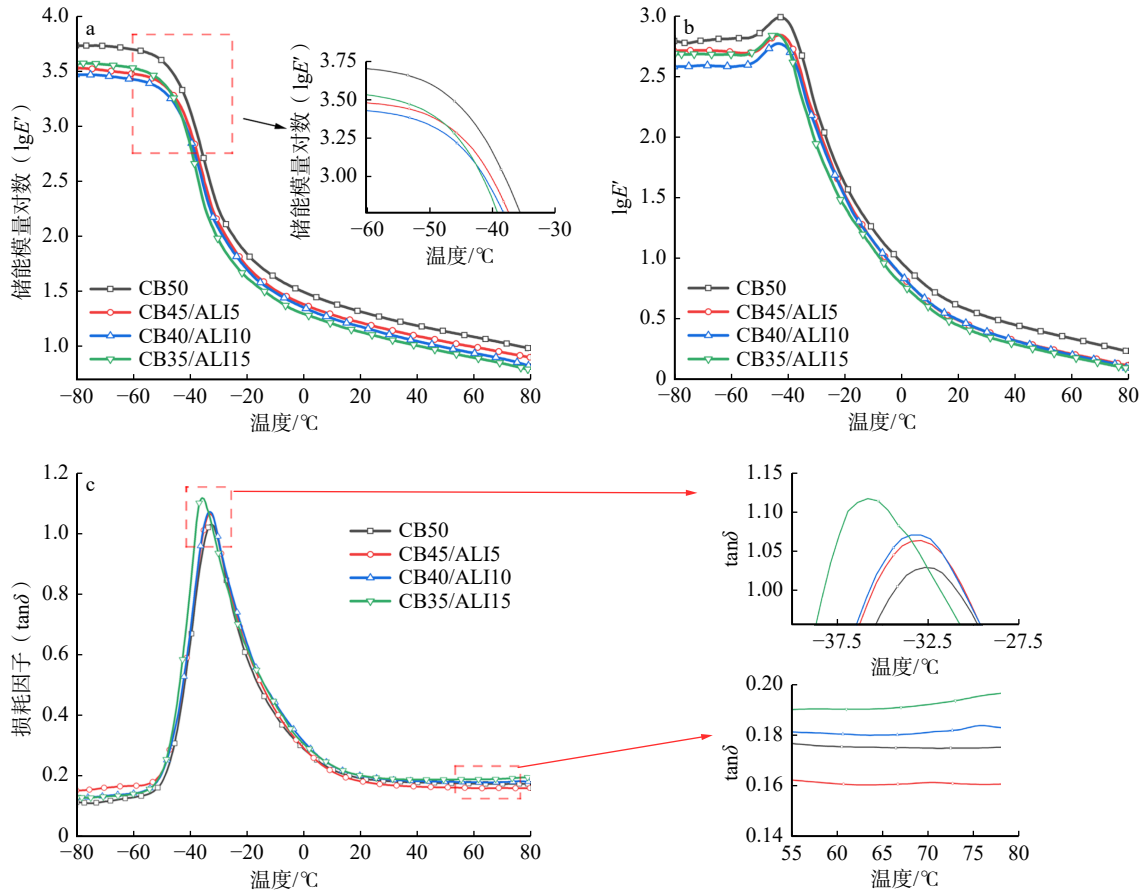 a
4.0
3.5
3.0
2.5
2.0
1.5
1.0
储能模量对数（lgE′）
−80 −60 −40 −20 0 20 40 60 80
温度/℃
CB50
CB45/ALI5
CB40/ALI10
CB35/ALI15
3.75
3.50
3.25
3.00
储能模量对数（lgE′）
−60 −50 −40 −30
温度/℃
b
3.0
2.5
2.0
1.5
1.0
0.5
0
lgE′
−80 −60 −40 −20 0 20 40 60 80
温度/℃
CB50
CB45/ALI5
CB40/ALI10
CB35/ALI15
c
1.2
1.0
0.8
0.6
0.4
0.2
0
损耗因子（tanδ）
−80 −60 −40 −20 0 20 40 60 80
温度/℃
CB50
CB45/ALI5
CB40/ALI10
CB35/ALI15
1.15
1.10
1.05
1.00
tanδ
−37.5 −32.5 −27.5
温度/℃
0.20
0.18
0.16
0.14
tanδ
55 60 65 70 75 80
温度/℃